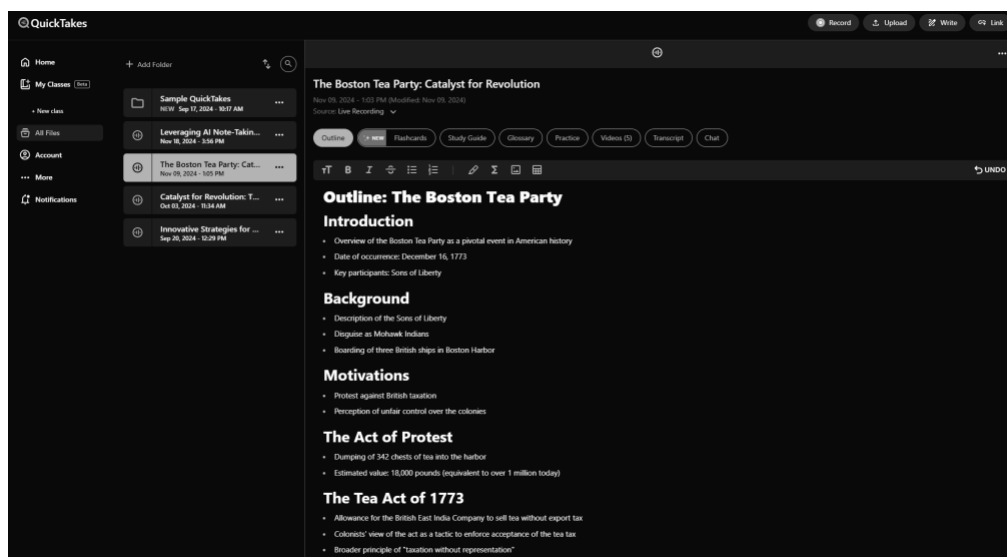 QuickTakes
Record
Upload
Write
Link
Home
My Classes Beta
+ New class
All Files
Account
More
Notifications
+ Add Folder
Sample QuickTakes
NEW Sep 17, 2024 - 10:17 AM
Leveraging AI Note-Takin...
Nov 18, 2024 - 3:56 PM
The Boston Tea Party: Cat...
Nov 09, 2024 - 1:05 PM
Catalyst for Revolution: T...
Oct 03, 2024 - 11:34 AM
Innovative Strategies for ...
Sep 20, 2024 - 12:29 PM
The Boston Tea Party: Catalyst for Revolution
Nov 09, 2024 - 1:03 PM (Modified: Nov 09, 2024)
Source: Live Recording
Outline
NEW Flashcards
Study Guide
Glossary
Practice
Videos (5)
Transcript
Chat
UNDO
Outline: The Boston Tea Party
Introduction
• Overview of the Boston Tea Party as a pivotal event in American history
• Date of occurrence: December 16, 1773
• Key participants: Sons of Liberty
Background
• Description of the Sons of Liberty
• Disguise as Mohawk Indians
• Boarding of three British ships in Boston Harbor
Motivations
• Protest against British taxation
• Perception of unfair control over the colonies
The Act of Protest
• Dumping of 342 chests of tea into the harbor
• Estimated value: 18,000 pounds (equivalent to over 1 million today)
The Tea Act of 1773
• Allowance for the British East India Company to sell tea without export tax
• Colonists' view of the act as a tactic to enforce acceptance of the tea tax
• Broader principle of "taxation without representation"